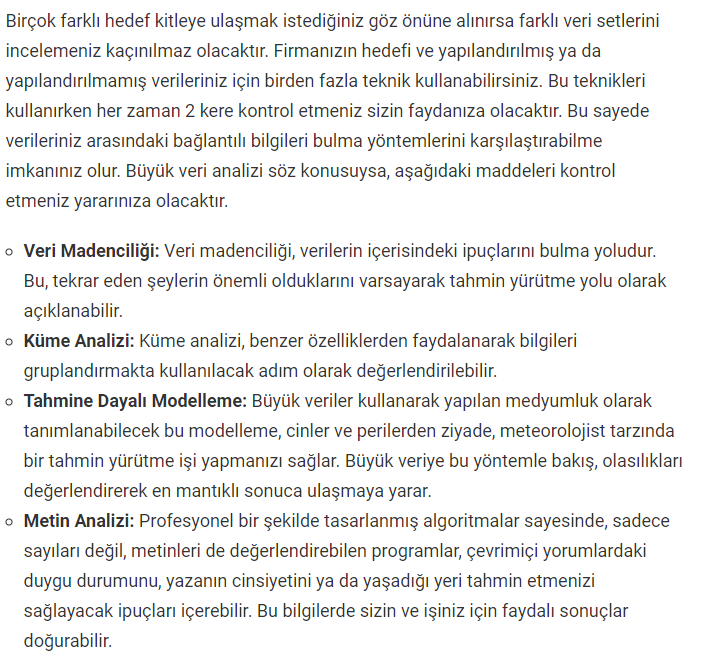 Birçok farklı hedef kitleye ulaşmak istediğiniz göz önüne alınırsa farklı veri setlerini
incelemeniz kaçınılmaz olacaktır. Firmanızın hedefi ve yapılandırılmış ya da
yapılandırılmamış verileriniz için birden fazla teknik kullanabilirsiniz. Bu teknikleri
kullanırken her zaman 2 kere kontrol etmeniz sizin faydanıza olacaktır. Bu sayede
verileriniz arasındaki bağlantılı bilgileri bulma yöntemlerini karşılaştırabilme
imkanınız olur. Büyük veri analizi söz konusuysa, aşağıdaki maddeleri kontrol
etmeniz yararınıza olacaktır.
Veri Madenciliği: Veri madenciliği, verilerin içerisindeki ipuçlarını bulma yoludur.
Bu, tekrar eden şeylerin önemli olduklarını varsayarak tahmin yürütme yolu olarak
açıklanabilir.
Küme Analizi: Küme analizi, benzer özelliklerden faydalanarak bilgileri
gruplandırmakta kullanılacak adım olarak değerlendirilebilir.
Tahmine Dayalı Modelleme: Büyük veriler kullanarak yapılan medyumluk olarak
tanımlanabilecek bu modelleme, cinler ve perilerden ziyade, meteorolojist tarzında
bir tahmin yürütme işi yapmanızı sağlar. Büyük veriye bu yöntemle bakış, olasılıkları
değerlendirerek en mantıklı sonuca ulaşmaya yarar.
Metin Analizi: Profesyonel bir şekilde tasarlanmış algoritmalar sayesinde, sadece
sayıları değil, metinleri de değerlendirebilen programlar, çevrimiçi yorumlardaki
duygu durumunu, yazanın cinsiyetini ya da yaşadığı yeri tahmin etmenizi
sağlayacak ipuçları içerebilir. Bu bilgilerde sizin ve işiniz için faydalı sonuçlar
doğurabilir.